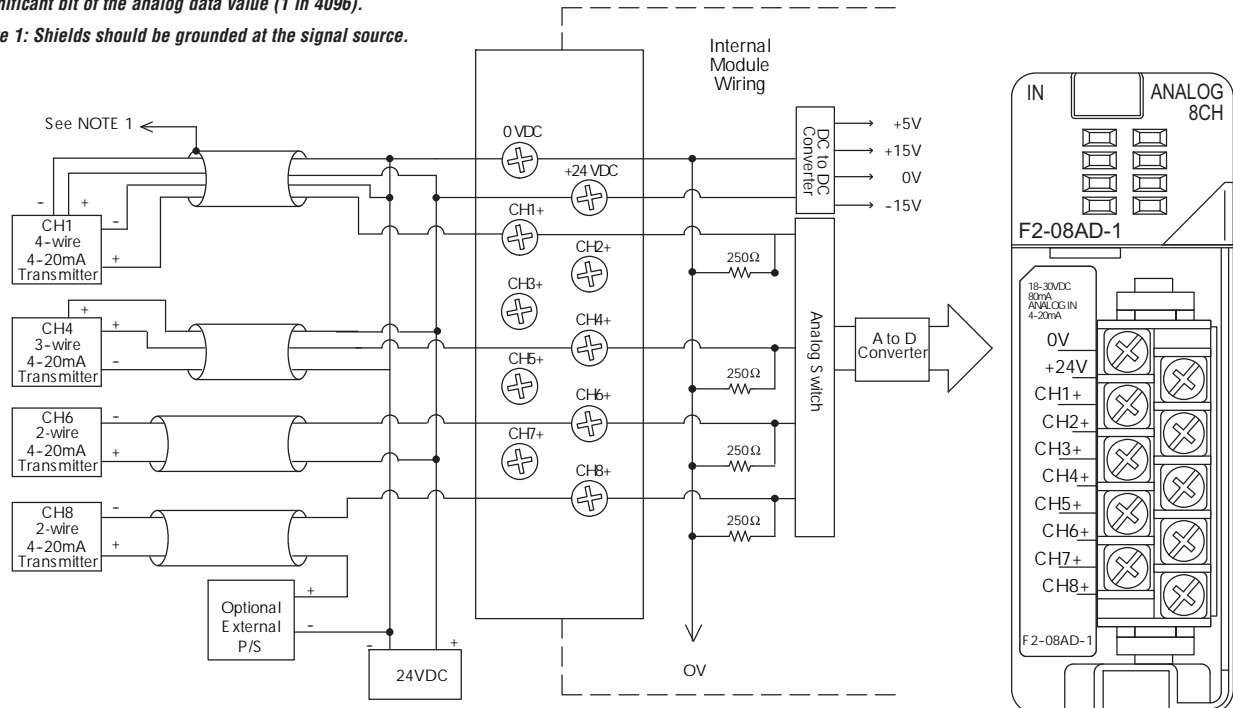 nificant bit of the analog data value (1 in 4096).
e 1: Shields should be grounded at the signal source.
Internal
Module
Wiring
See NOTE 1
0 VDC
+24 VDC
CH1+
CH2+
CH3+
CH4+
CH5+
CH6+
CH7+
CH8+
DC to DC
Converter
+5V
+15V
0V
-15V
- +
CH1
4-wire
4-20mA
Transmitter
-
+
+
CH4
3-wire
4-20mA
Transmitter
+
-
CH6
2-wire
4-20mA
Transmitter
-
+
CH8
2-wire
4-20mA
Transmitter
-
+
Optional
External
P/S
+
-
- +
24VDC
250Ω
250Ω
250Ω
250Ω
Analog Switch
A to D
Converter
OV
IN
ANALOG
8CH
F2-08AD-1
18-30VDC
80mA
ANALOG IN
4-20mA
0V
+24V
CH1+
CH2+
CH3+
CH4+
CH5+
CH6+
CH7+
CH8+
F2-08AD-1